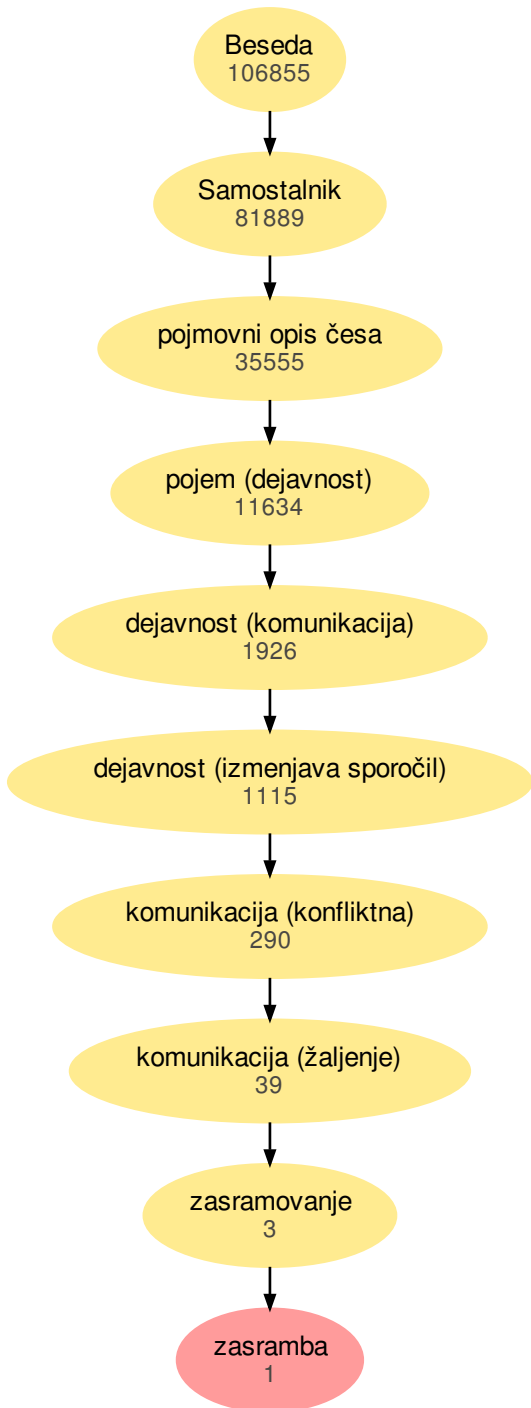 Beseda
106855
Samostalnik
81889
pojmovni opis česa
35555
pojem (dejavnost)
11634
dejavnost (komunikacija)
1926
dejavnost (izmenjava sporočil)
1115
komunikacija (konfliktna)
290
komunikacija (žaljenje)
39
zasramovanje
3
zasramba
1